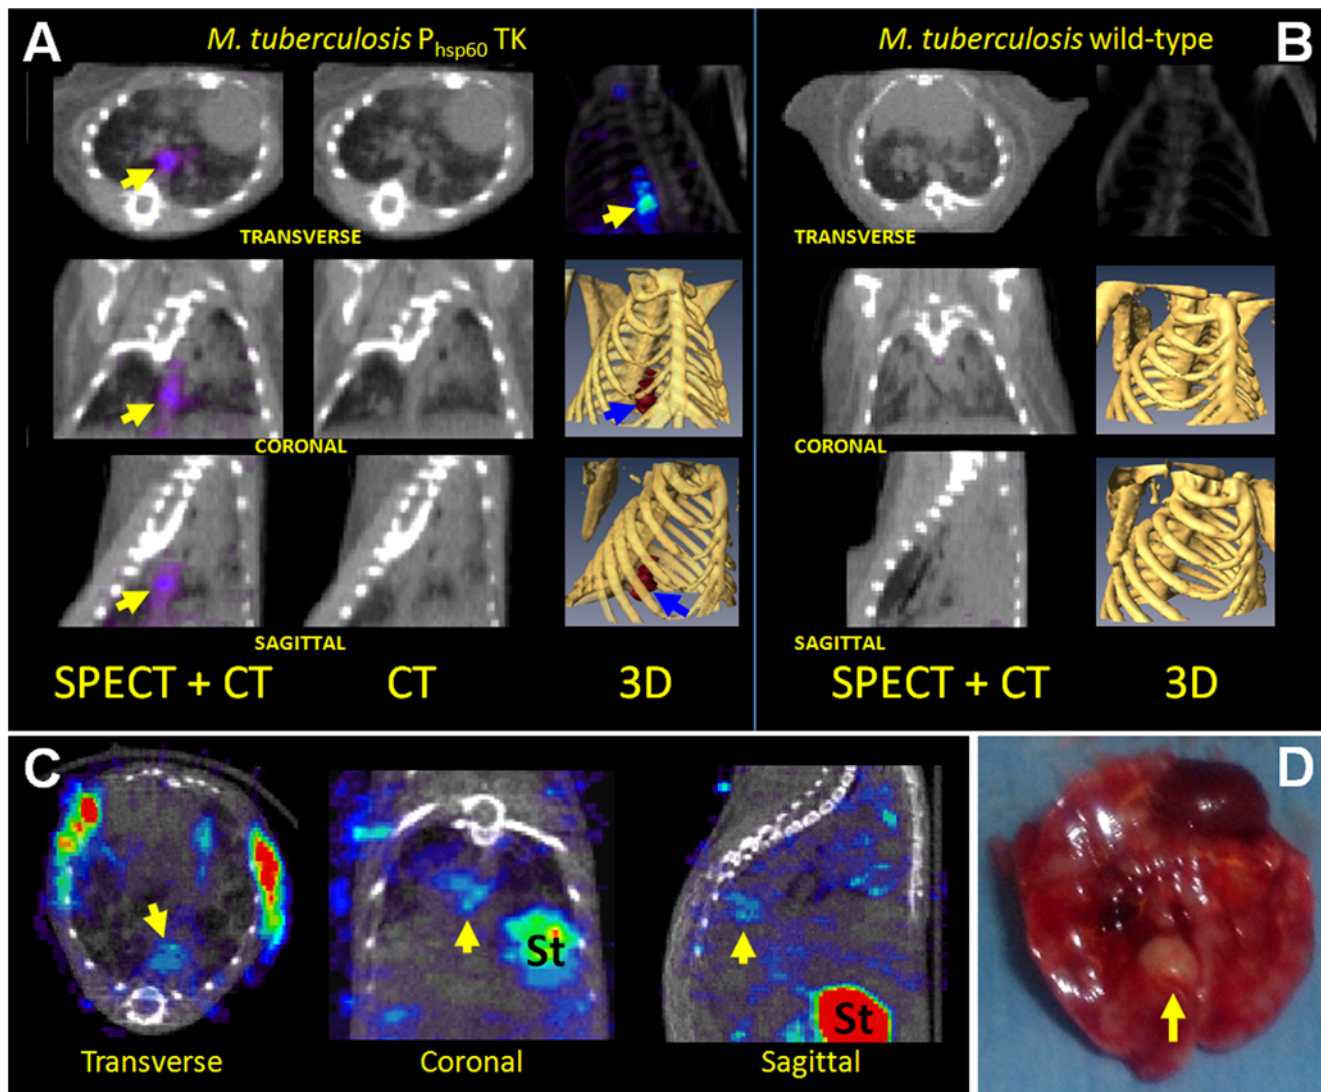 A
M. tuberculosis Phsp60 TK
TRANSVERSE
CORONAL
SAGITTAL
SPECT + CT
CT
3D
M. tuberculosis wild-type
B
TRANSVERSE
CORONAL
SAGITTAL
SPECT + CT
3D
C
St
St
Transverse
Coronal
Sagittal
D